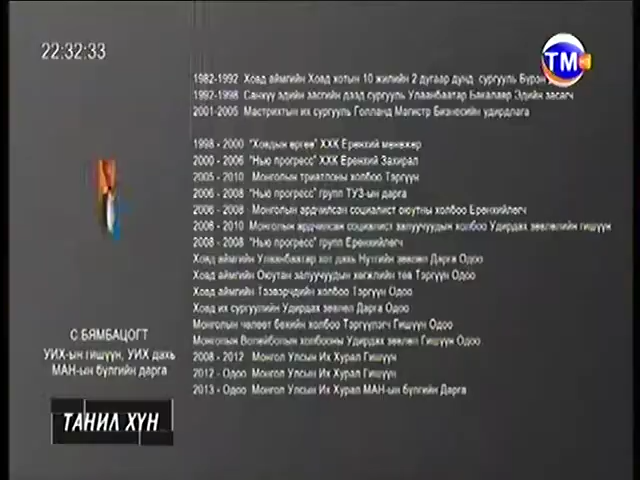 22:32:33
TM
1982-1992 Ховд аймгийн Ховд хотын 10 жилийн 2 дугаар дунд сургууль Бүрэн
1992-1998 Санхүү эдийн засгийн дээд сургууль Улаанбаатар Бакалавр Эдийн засагч
2001-2005 Мастрихтын их сургууль Голланд Магистр Бизнесийн удирдлага
1998 - 2000 "Ховдын өргөө" ХХК Ерөнхий менежер
2000 - 2006 "Нью прогресс" ХХК Ерөнхий Захирал
2005 - 2010 Монголын триатлоны холбоо Тэргүүн
2006 - 2008 "Нью прогресс" групп ТУЗ-ын дарга
2006 - 2008 Монголын ардчилсан социалист оюутны холбоо Ерөнхийлөгч
2006 - 2010 Монголын ардчилсан социалист залуучуудын холбоо Удирдах зөвлөлийн гишүүн
2008 - 2008 "Нью прогресс" групп Ерөнхийлөгч
Ховд аймгийн Улаанбаатар хот дахь Нутгийн зөвлөл Дарга Одоо
Ховд аймгийн Оюутан залуучуудын хөгжлийн төв Тэргүүн Одоо
Ховд аймгийн Тээвэрчдийн холбоо Тэргүүн Одоо
Ховд их сургуулийн Удирдах зөвлөл Дарга Одоо
Монголын чөлөөт бөхийн холбоо Тэргүүлэгч Гишүүн Одоо
Монголын Волейболын холбооны Удирдах зөвлөл Гишүүн Одоо
2008 - 2012 Монгол Улсын Их Хурал Гишүүн
2012 - Одоо Монгол Улсын Их Хурал Гишүүн
2013 - Одоо Монгол Улсын Их Хурал МАН-ын бүлгийн Дарга
С.БЯМБАЦОГТ
УИХ-ын гишүүн, УИХ дахь
МАН-ын бүлгийн дарга
ТАНИЛ ХҮН